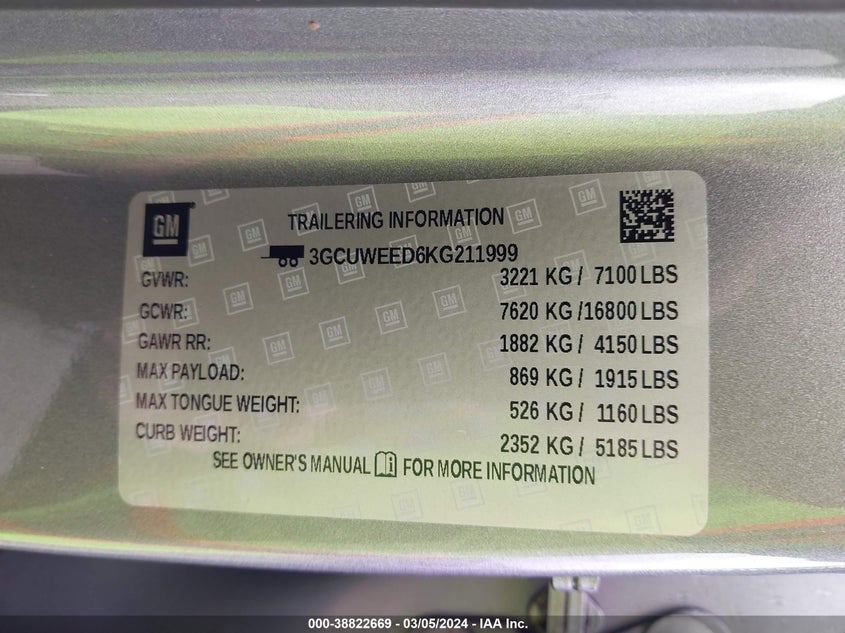 GM
TRAILERING INFORMATION
3GCUWEED6KG211999
GVWR: 3221 KG / 7100 LBS
GCWR: 7620 KG /16800 LBS
GAWR RR: 1882 KG / 4150 LBS
MAX PAYLOAD: 869 KG / 1915 LBS
MAX TONGUE WEIGHT: 526 KG / 1160 LBS
CURB WEIGHT: 2352 KG / 5185 LBS
SEE OWNER'S MANUAL FOR MORE INFORMATION
000-38822669 - 03/05/2024 - IAA Inc.